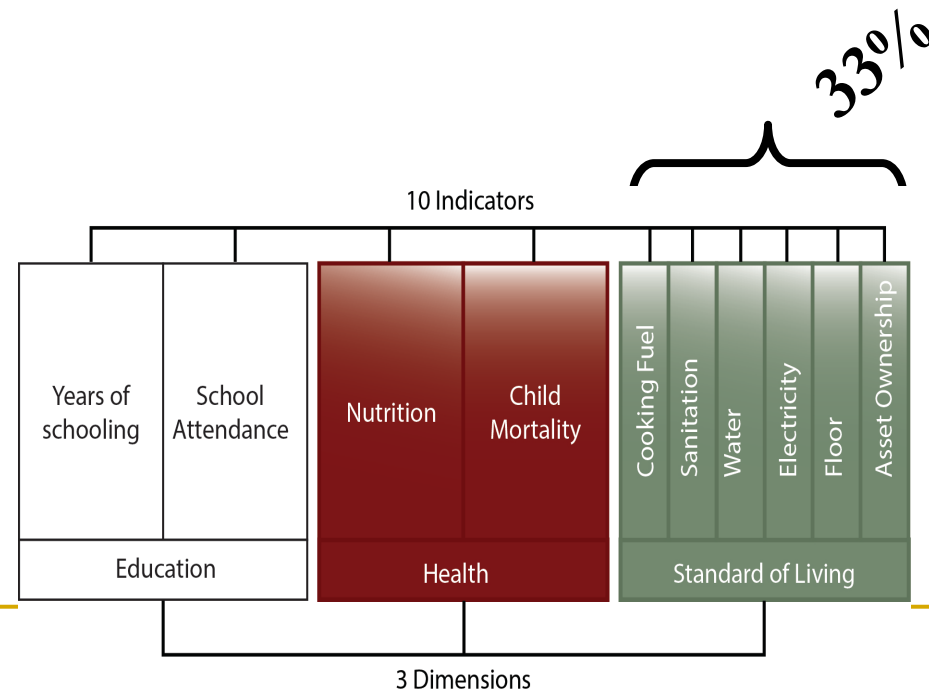 33%
10 Indicators
Years of
schooling
School
Attendance
Nutrition
Child
Mortality
Cooking Fuel
Sanitation
Water
Electricity
Floor
Asset Ownership
Education
Health
Standard of Living
3 Dimensions